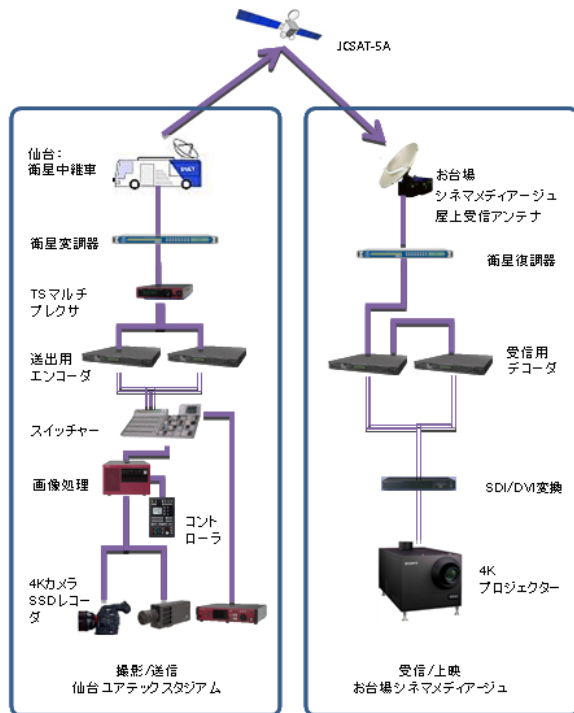 JCSAT-5A
仙台：
衛星中継車
衛星変調器
TSマルチ
プレクサ
送出用
エンコーダ
スイッチャー
画像処理
コント
ローラ
4Kカメラ
SSDレコー
ダ
撮影/送信
仙台ユアテックスタジアム
お台場
シネマメディアージュ
屋上受信アンテナ
衛星復調器
受信用
デコーダ
SDI/DVI変換
4K
プロジェクター
受信/上映
お台場シネマメディアージュ